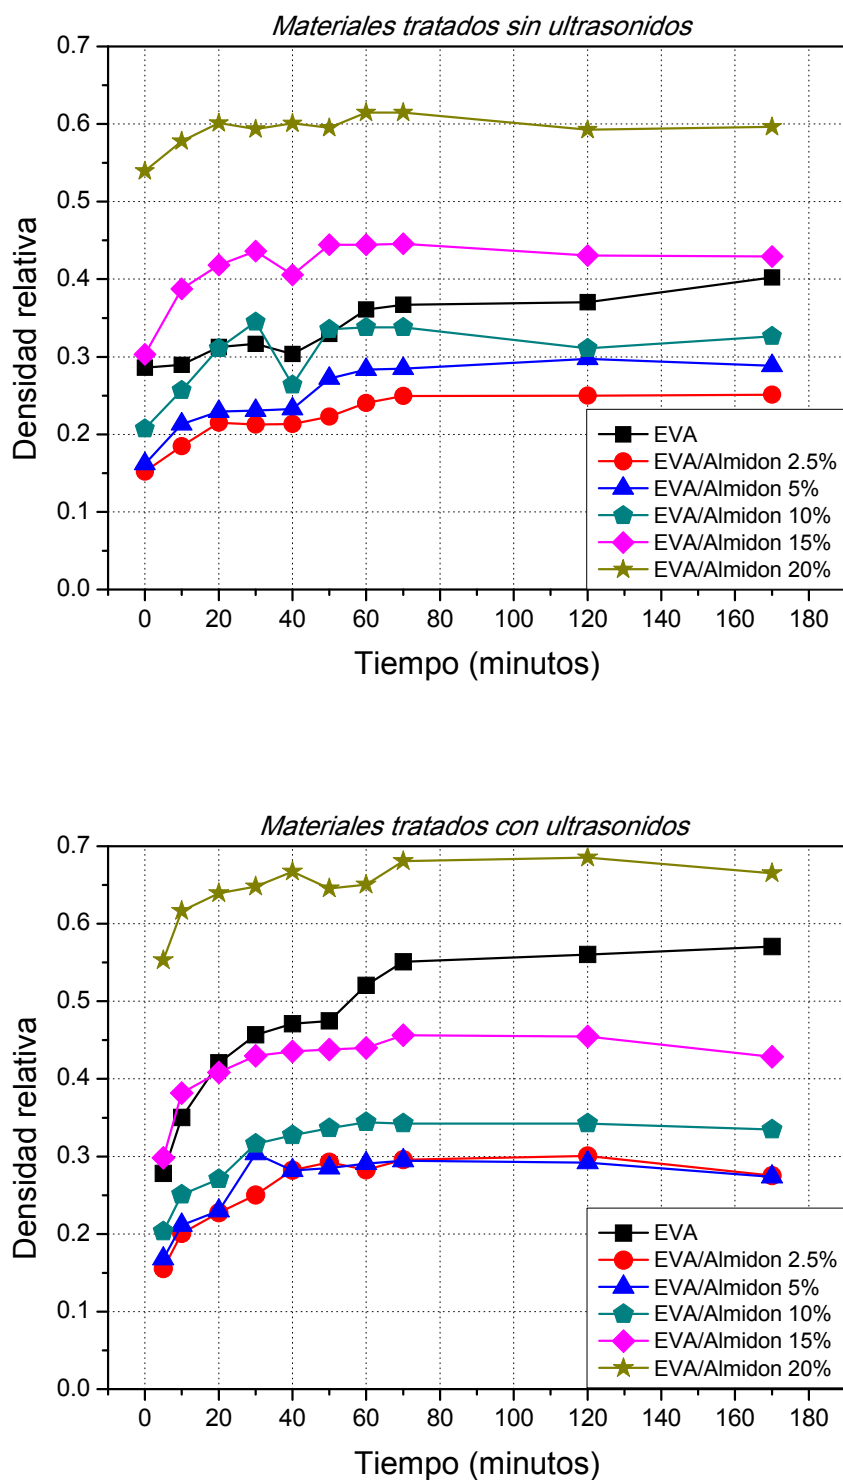 Materiales tratados sin ultrasonidos
0.7
0.6
0.5
0.4
0.3
0.2
0.1
0.0
Densidad relativa
EVA
EVA/Almidon 2.5%
EVA/Almidon 5%
EVA/Almidon 10%
EVA/Almidon 15%
EVA/Almidon 20%
0 20 40 60 80 100 120 140 160 180
Tiempo (minutos)
Materiales tratados con ultrasonidos
0.7
0.6
0.5
0.4
0.3
0.2
0.1
0.0
Densidad relativa
EVA
EVA/Almidon 2.5%
EVA/Almidon 5%
EVA/Almidon 10%
EVA/Almidon 15%
EVA/Almidon 20%
0 20 40 60 80 100 120 140 160 180
Tiempo (minutos)